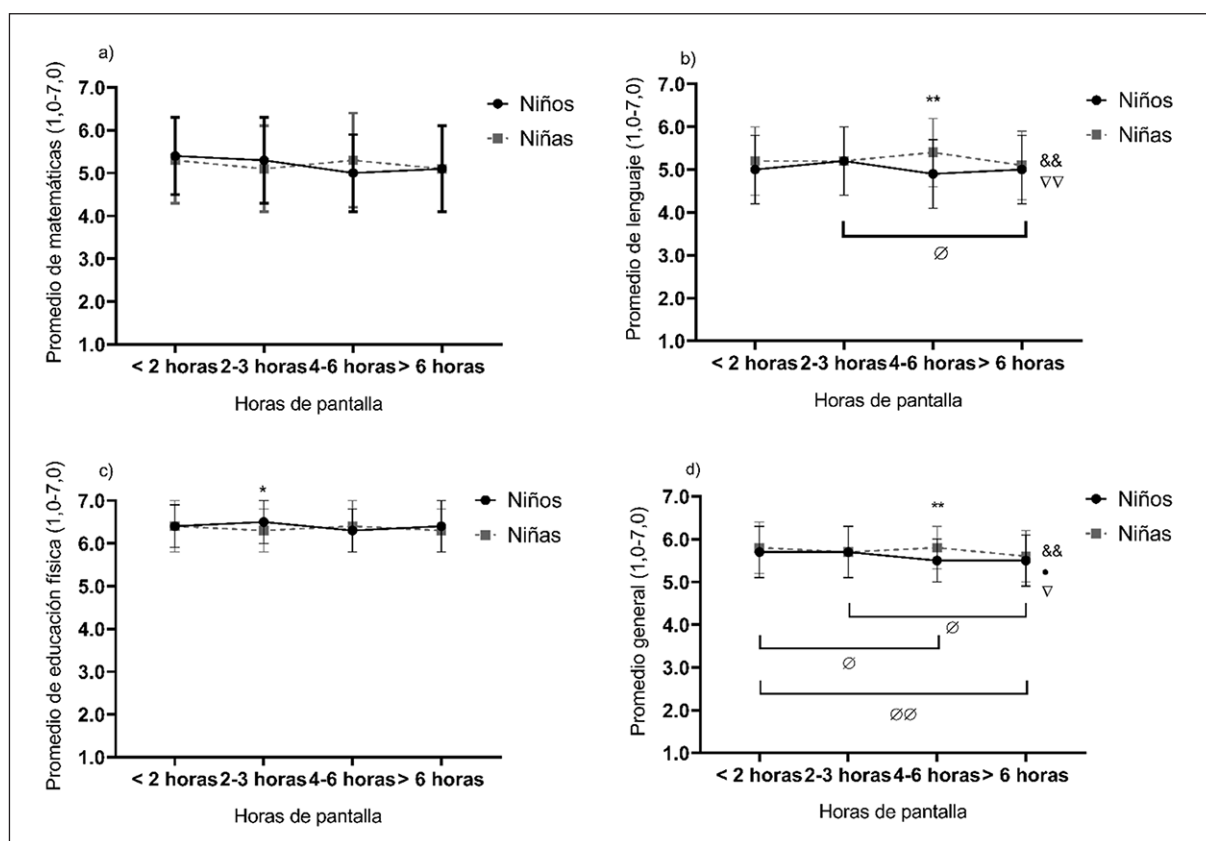 a)
Promedio de matemáticas (1,0-7,0)
7.0
6.0
5.0
4.0
3.0
2.0
1.0
< 2 horas 2-3 horas 4-6 horas > 6 horas
Horas de pantalla
Niños
Niñas
b)
Promedio de lenguaje (1,0-7,0)
7.0
6.0
5.0
4.0
3.0
2.0
1.0
**
&&
∇∇
∅
< 2 horas 2-3 horas 4-6 horas > 6 horas
Horas de pantalla
Niños
Niñas
c)
Promedio de educación física (1,0-7,0)
7.0
6.0
5.0
4.0
3.0
2.0
1.0
*
< 2 horas 2-3 horas 4-6 horas > 6 horas
Horas de pantalla
Niños
Niñas
d)
Promedio general (1,0-7,0)
7.0
6.0
5.0
4.0
3.0
2.0
1.0
**
&&
•
∇
∅
∅
∅∅
< 2 horas 2-3 horas 4-6 horas > 6 horas
Horas de pantalla
Niños
Niñas